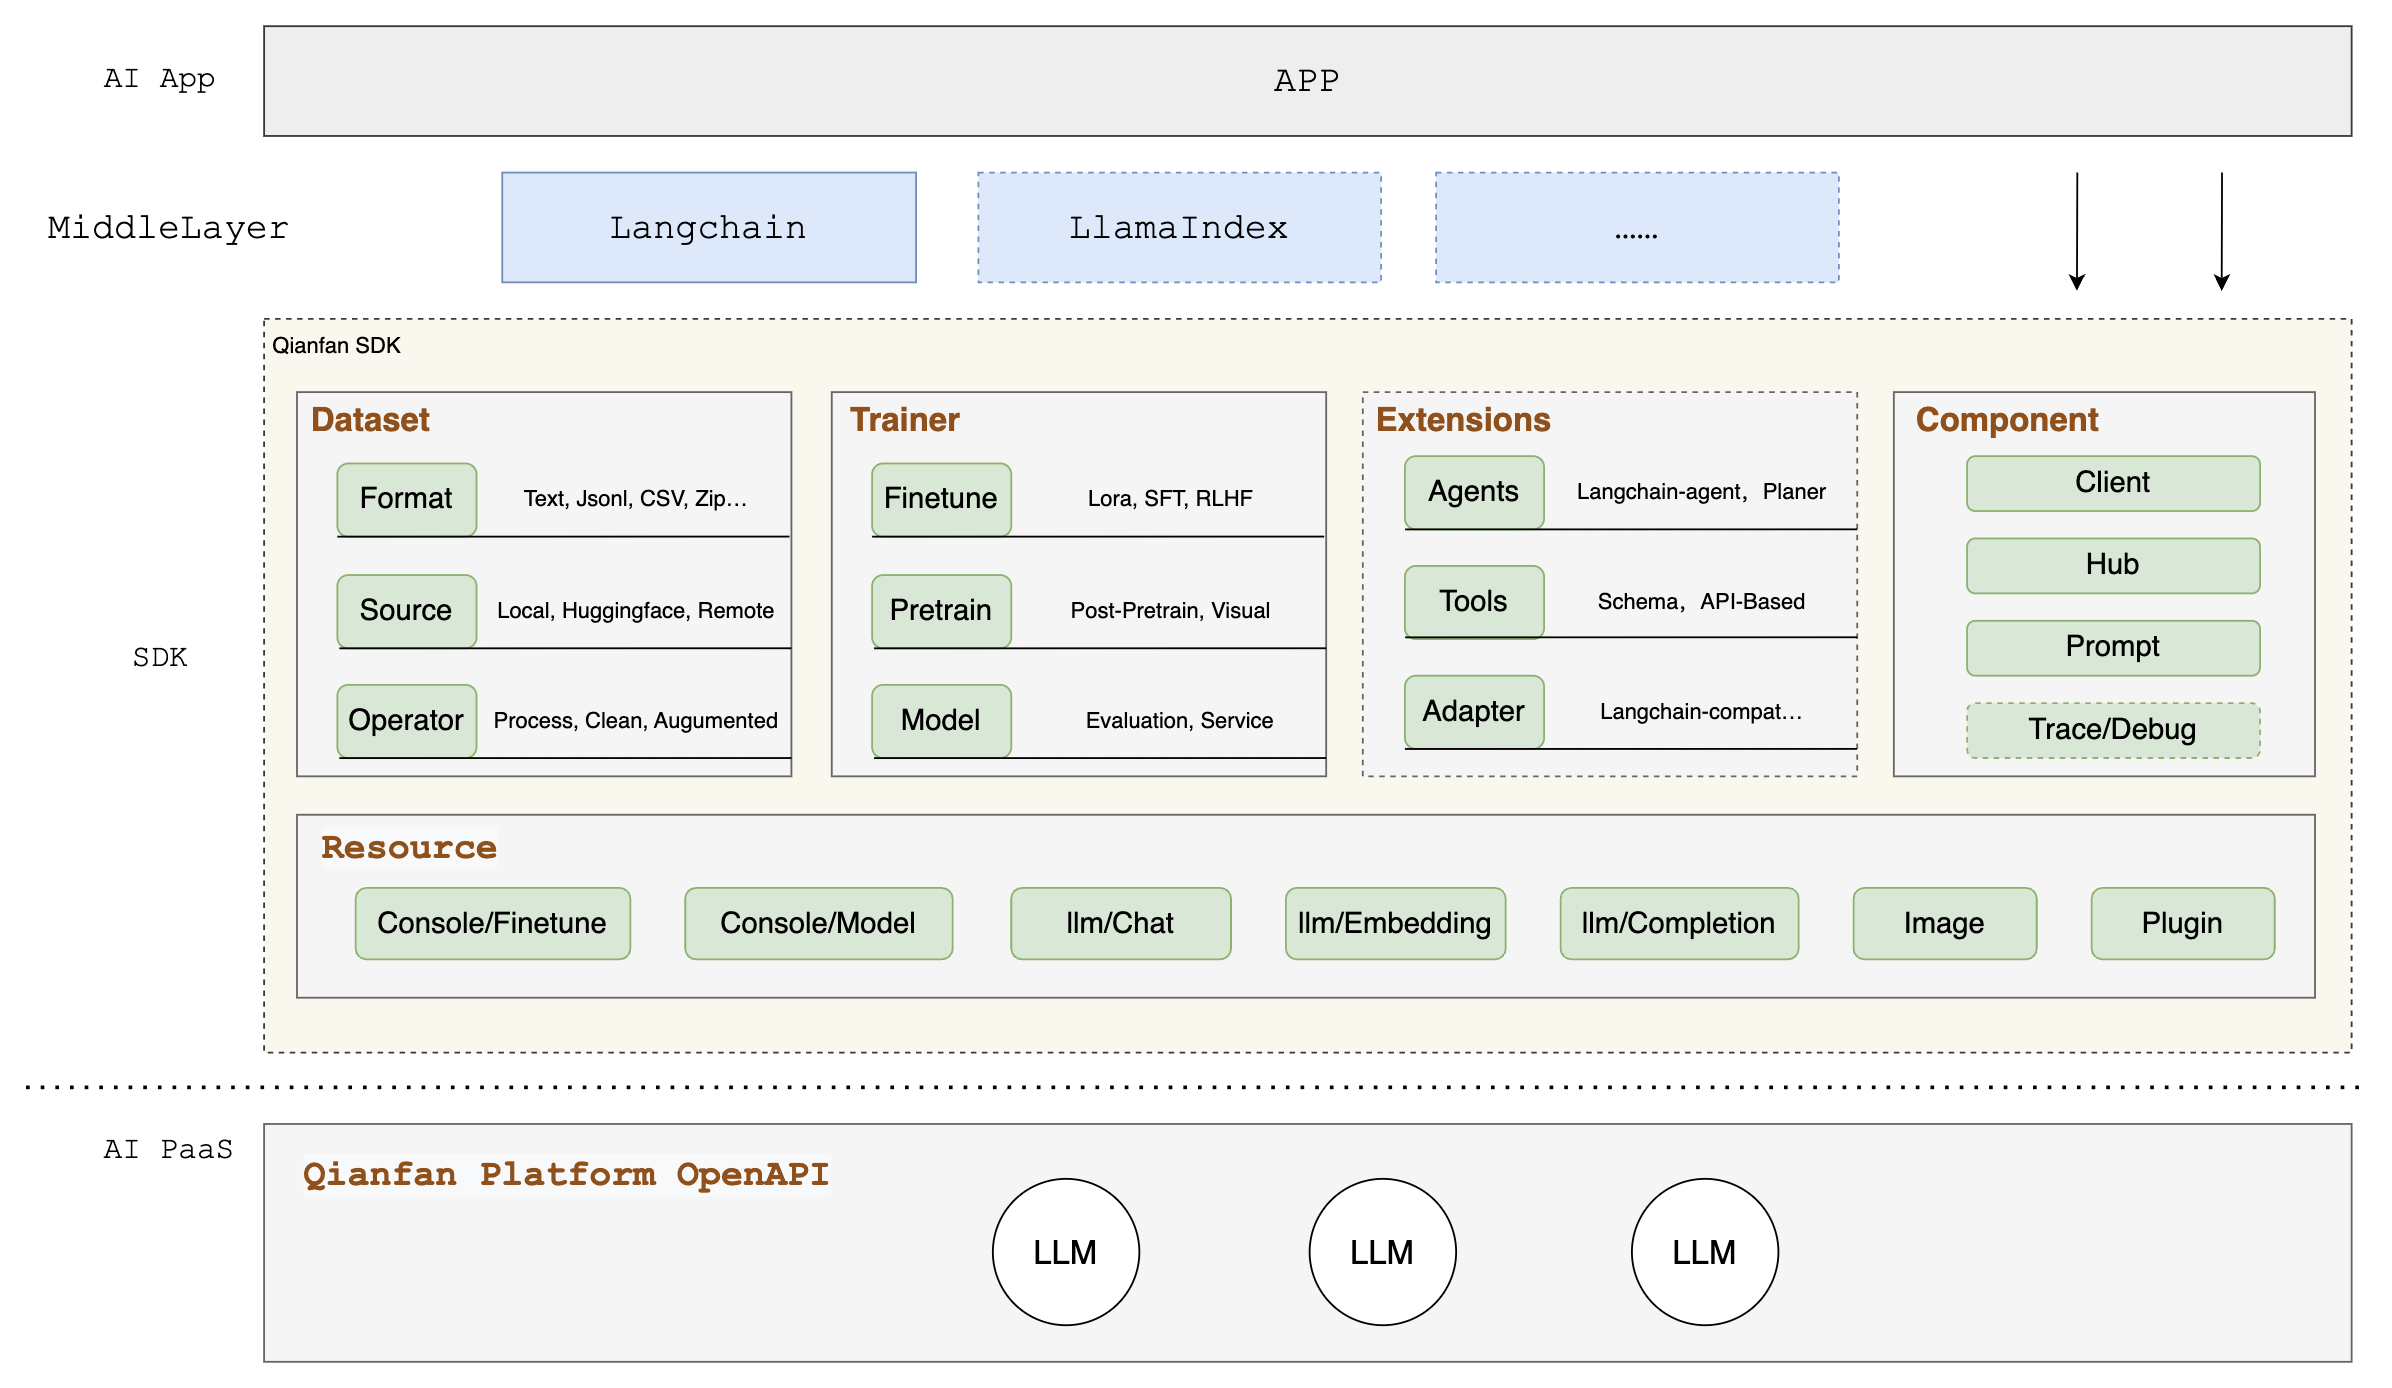 AI App
APP
MiddleLayer
Langchain
LlamaIndex
......
Qianfan SDK
SDK
Dataset
Format
Text, Jsonl, CSV, Zip...
Source
Local, Huggingface, Remote
Operator
Process, Clean, Augumented
Trainer
Finetune
Lora, SFT, RLHF
Pretrain
Post-Pretrain, Visual
Model
Evaluation, Service
Extensions
Agents
Langchain-agent，Planer
Tools
Schema，API-Based
Adapter
Langchain-compat...
Component
Client
Hub
Prompt
Trace/Debug
Resource
Console/Finetune
Console/Model
llm/Chat
llm/Embedding
llm/Completion
Image
Plugin
AI PaaS
Qianfan Platform OpenAPI
LLM
LLM
LLM